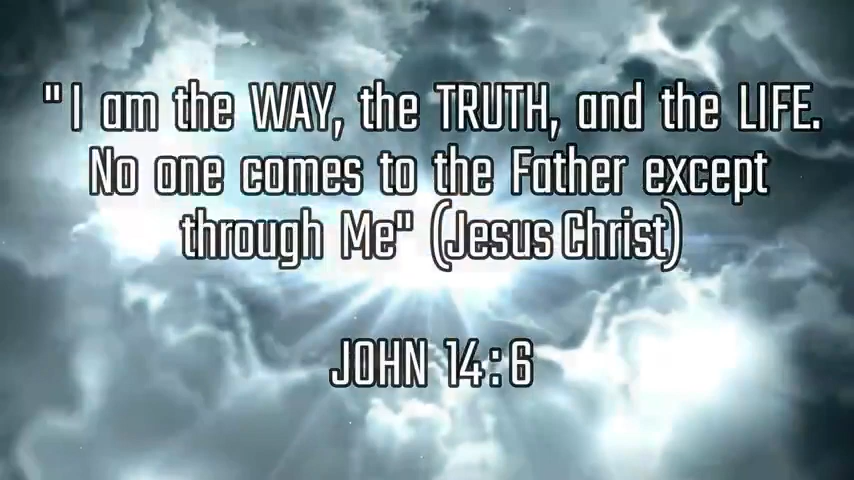 "I am the WAY, the TRUTH, and the LIFE.
No one comes to the Father except
through Me" (Jesus Christ)
JOHN 14:6